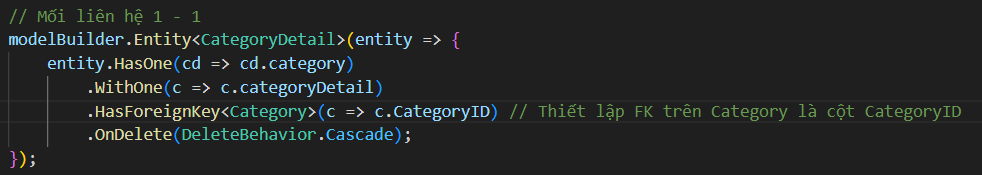 // Mối liên hệ 1 - 1
modelBuilder.Entity<CategoryDetail>(entity => {
    entity.HasOne(cd => cd.category)
        .WithOne(c => c.categoryDetail)
        .HasForeignKey<Category>(c => c.CategoryID) // Thiết lập FK trên Category là cột CategoryID
        .OnDelete(DeleteBehavior.Cascade);
});